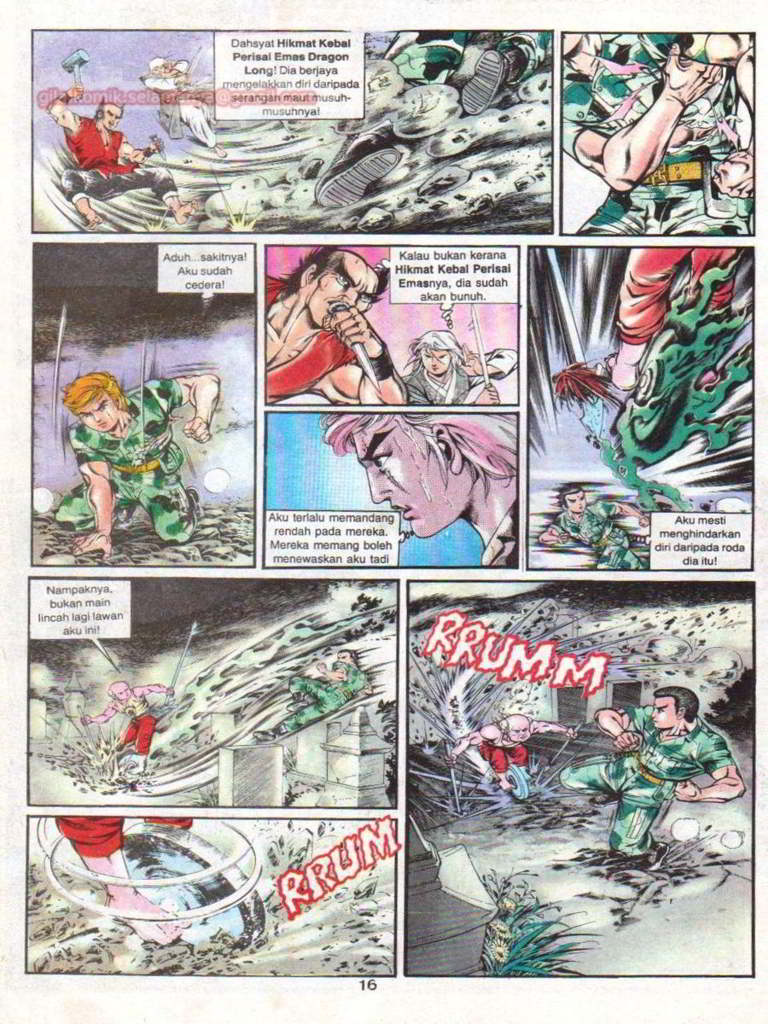 Dahsyat Hikmat Kebal
Perisai Emas Dragon
Long! Dia berjaya
mengelakkan diri daripada
serangan maut musuh-
musuhnya!
Aduh...sakitnya!
Aku sudah
cedera!
Kalau bukan kerana
Hikmat Kebal Perisai
Emasnya, dia sudah
akan bunuh.
Aku terlalu memandang
rendah pada mereka.
Mereka memang boleh
menewaskan aku tadi
Aku mesti
menghindarkan
diri daripada roda
dia itu!
Nampaknya,
bukan main
lincah lagi lawan
aku ini!
RRUMM
RRUM
16